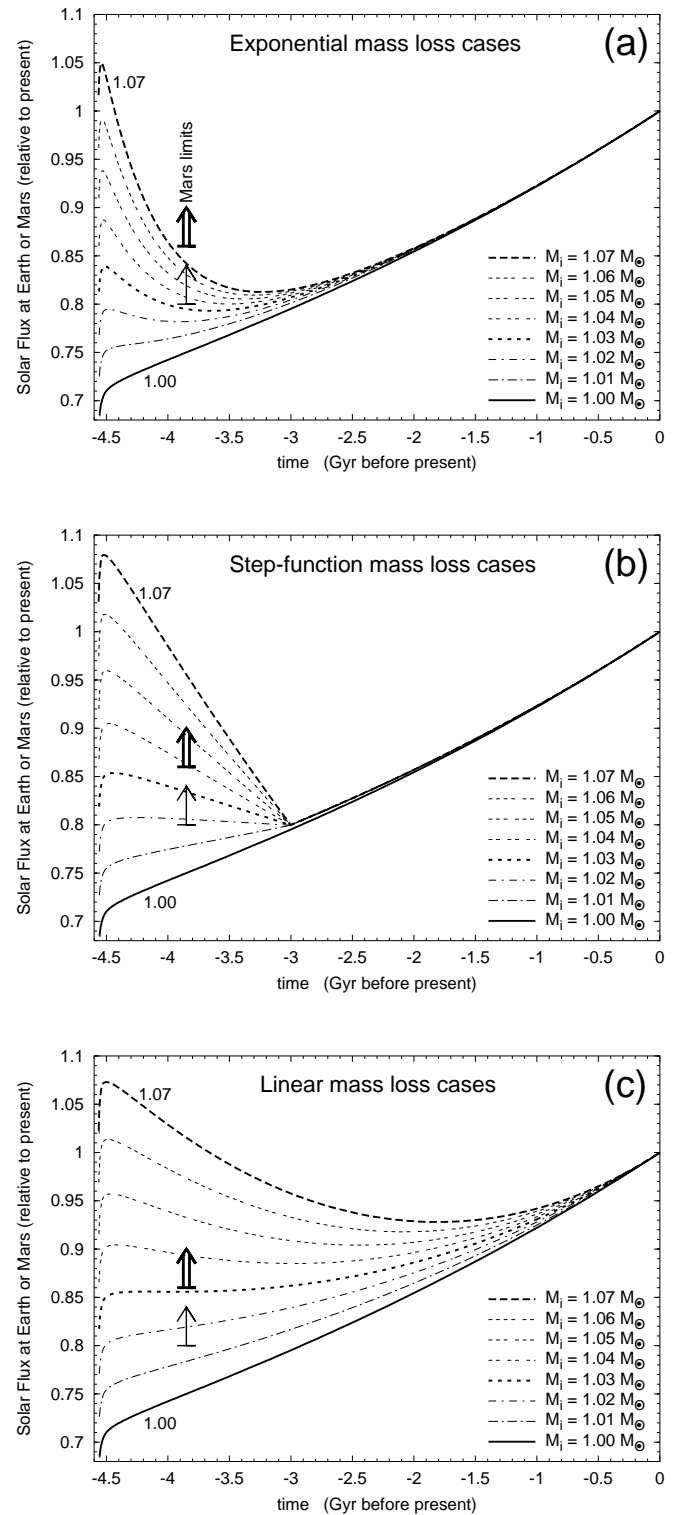 (a)
Exponential mass loss cases
1.07
Mars limits
1.00
Solar Flux at Earth or Mars (relative to present)
1.1
1.05
1
0.95
0.9
0.85
0.8
0.75
0.7
M_i = 1.07 M_⊙
M_i = 1.06 M_⊙
M_i = 1.05 M_⊙
M_i = 1.04 M_⊙
M_i = 1.03 M_⊙
M_i = 1.02 M_⊙
M_i = 1.01 M_⊙
M_i = 1.00 M_⊙
-4.5 -4 -3.5 -3 -2.5 -2 -1.5 -1 -0.5 0
time (Gyr before present)
(b)
Step-function mass loss cases
1.07
1.00
Solar Flux at Earth or Mars (relative to present)
1.1
1.05
1
0.95
0.9
0.85
0.8
0.75
0.7
M_i = 1.07 M_⊙
M_i = 1.06 M_⊙
M_i = 1.05 M_⊙
M_i = 1.04 M_⊙
M_i = 1.03 M_⊙
M_i = 1.02 M_⊙
M_i = 1.01 M_⊙
M_i = 1.00 M_⊙
-4.5 -4 -3.5 -3 -2.5 -2 -1.5 -1 -0.5 0
time (Gyr before present)
(c)
Linear mass loss cases
1.07
1.00
Solar Flux at Earth or Mars (relative to present)
1.1
1.05
1
0.95
0.9
0.85
0.8
0.75
0.7
M_i = 1.07 M_⊙
M_i = 1.06 M_⊙
M_i = 1.05 M_⊙
M_i = 1.04 M_⊙
M_i = 1.03 M_⊙
M_i = 1.02 M_⊙
M_i = 1.01 M_⊙
M_i = 1.00 M_⊙
-4.5 -4 -3.5 -3 -2.5 -2 -1.5 -1 -0.5 0
time (Gyr before present)